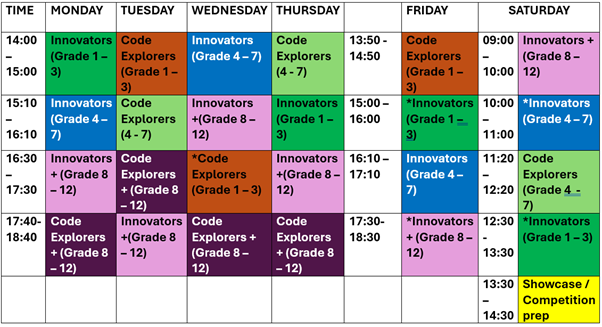 TIME MONDAY TUESDAY WEDNESDAY THURSDAY FRIDAY SATURDAY
14:00
–
15:00
Innovators
(Grade 1 –
3)
Code
Explorers
(Grade 1 –
3)
Innovators
(Grade 4 – 7)
Code
Explorers
(4 - 7)
13:50 -
14:50
Code
Explorers
(Grade 1 –
3)
09:00
–
10:00
Innovators +
(Grade 8 –
12)
15:10
–
16:10
Innovators
(Grade 4 –
7)
Code
Explorers
(4 - 7)
Innovators
+(Grade 8 –
12)
Innovators
(Grade 1 –
3)
15:00 –
16:00
*Innovators
(Grade 1 –
3)
10:00
–
11:00
*Innovators
(Grade 4 – 7)
16:30
–
17:30
Innovators
+ (Grade 8
– 12)
Code
Explorers
+ (Grade 8
– 12)
*Code
Explorers
(Grade 1 – 3)
Innovators
+(Grade 8 –
12)
16:10 –
17:10
Innovators
(Grade 4 –
7)
11:20
–
12:20
Code
Explorers
(Grade 4 -
7)
17:40-
18:40
Code
Explorers
+ (Grade 8
– 12)
Innovators
+(Grade 8
– 12)
Code
Explorers +
(Grade 8 –
12)
Code
Explorers
+ (Grade 8
– 12)
17:30-
18:30
*Innovators
+ (Grade 8 –
12)
12:30
-
13:30
*Innovators
(Grade 1 – 3)
13:30
–
14:30
Showcase /
Competition
prep